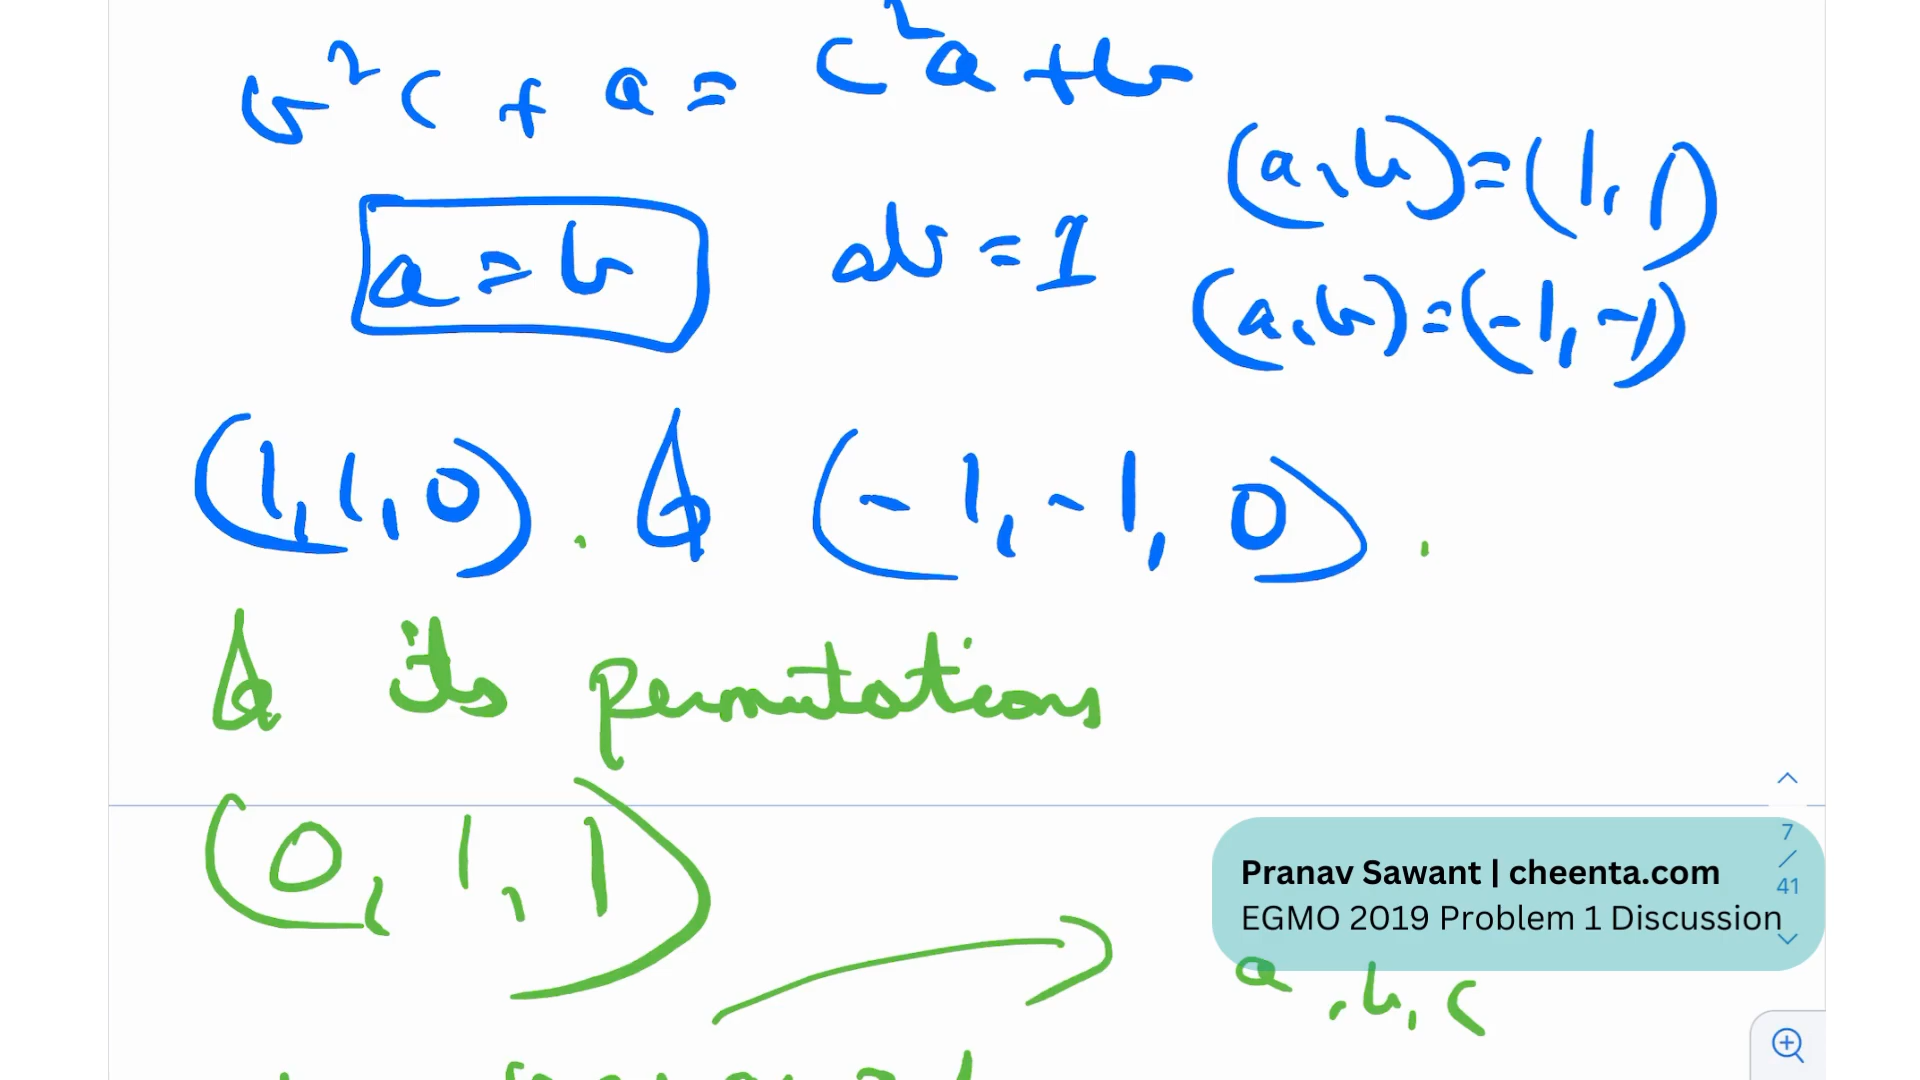 b²c + a = c²a + b
(a, b) = (1, 1)
a = b ab = 1
(a, b) = (-1, -1)
(1, 1, 0). & (-1, -1, 0).
& its permutations
(0, 1, 1)
7
/
41
Pranav Sawant | cheenta.com
EGMO 2019 Problem 1 Discussion
a, b, c